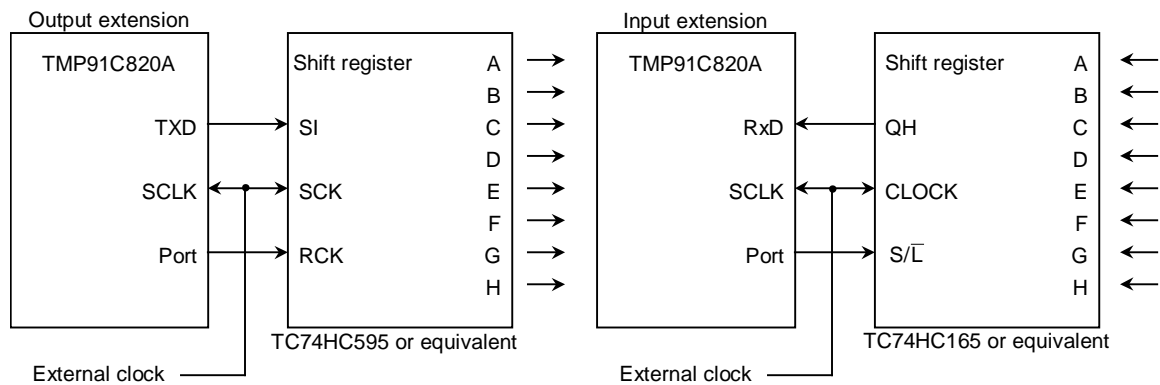 Output extension
TMP91C820A
TXD
SCLK
Port
Shift register
SI
SCK
RCK
A
B
C
D
E
F
G
H
TC74HC595 or equivalent
External clock
Input extension
TMP91C820A
RxD
SCLK
Port
Shift register
QH
CLOCK
S/L̅
A
B
C
D
E
F
G
H
TC74HC165 or equivalent
External clock